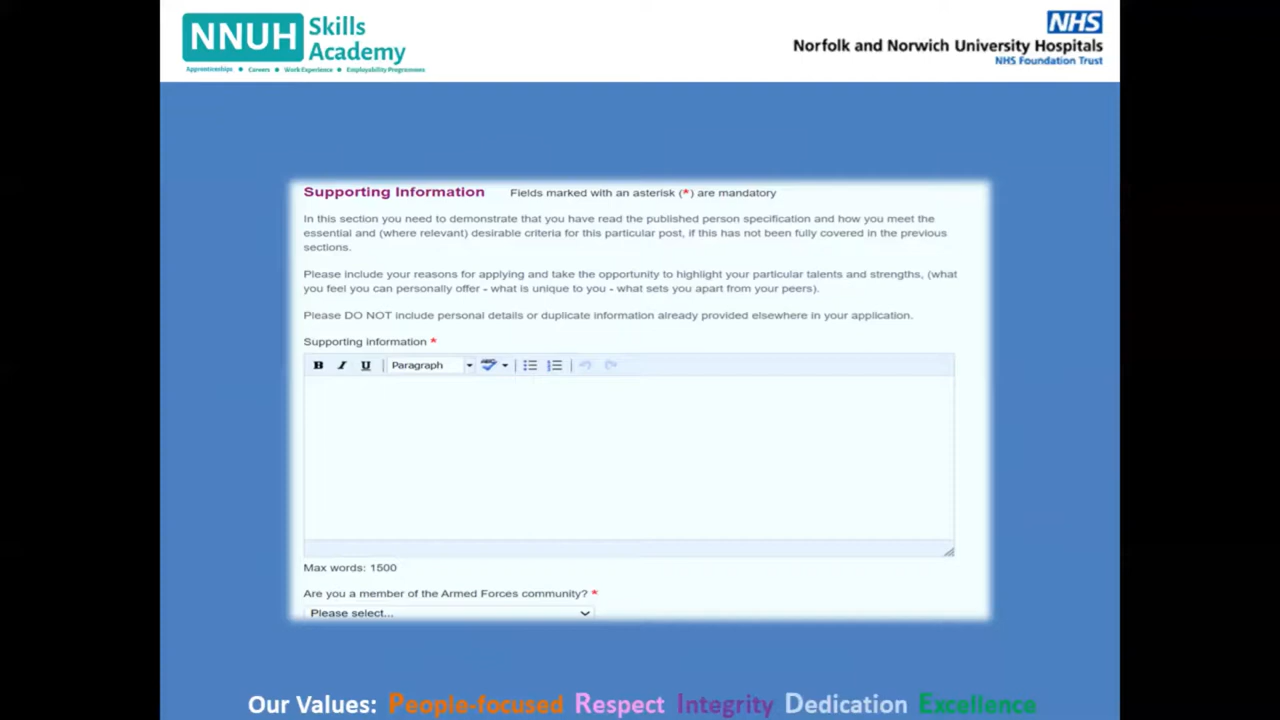 NNUH Skills Academy
Apprenticeships • Careers • Work Experience • Employability Programmes
NHS
Norfolk and Norwich University Hospitals
NHS Foundation Trust
Supporting Information Fields marked with an asterisk (*) are mandatory
In this section you need to demonstrate that you have read the published person specification and how you meet the
essential and (where relevant) desirable criteria for this particular post, if this has not been fully covered in the previous
sections.
Please include your reasons for applying and take the opportunity to highlight your particular talents and strengths, (what
you feel you can personally offer - what is unique to you - what sets you apart from your peers).
Please DO NOT include personal details or duplicate information already provided elsewhere in your application.
Supporting information *
B I U Paragraph ABC
Max words: 1500
Are you a member of the Armed Forces community? *
Please select...
Our Values: People-focused Respect Integrity Dedication Excellence